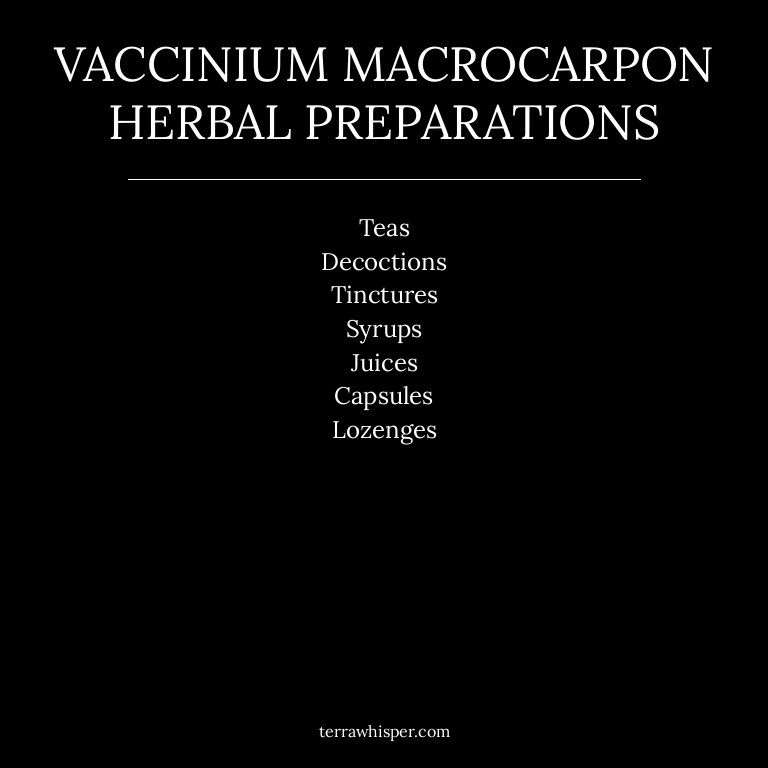 VACCINIUM MACROCARPON
HERBAL PREPARATIONS
Teas
Decoctions
Tinctures
Syrups
Juices
Capsules
Lozenges
terrawhisper.com